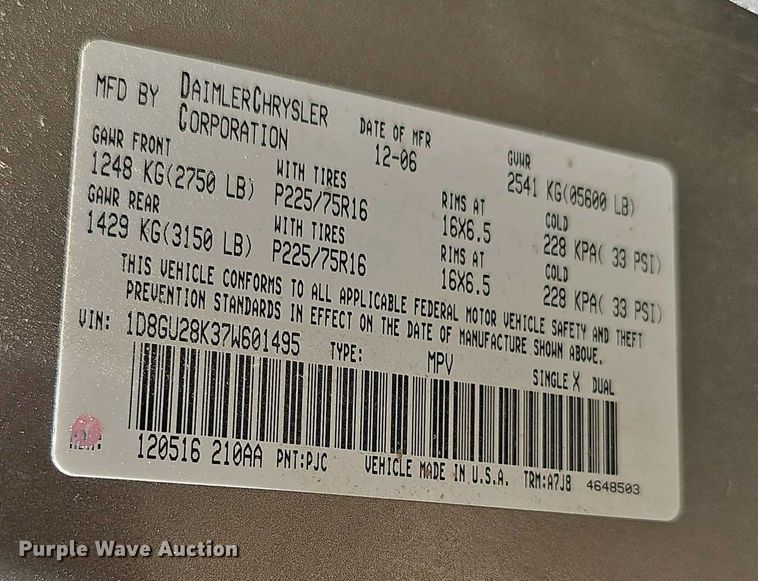 MFD BY DAIMLERCHRYSLER CORPORATION DATE OF MFR 12-06 GVWR 2541 KG(05600 LB)
GAWR FRONT WITH TIRES RIMS AT COLD
1248 KG(2750 LB) P225/75R16 16X6.5 228 KPA( 33 PSI)
GAWR REAR WITH TIRES RIMS AT COLD
1429 KG(3150 LB) P225/75R16 16X6.5 228 KPA( 33 PSI)
THIS VEHICLE CONFORMS TO ALL APPLICABLE FEDERAL MOTOR VEHICLE SAFETY AND THEFT
PREVENTION STANDARDS IN EFFECT ON THE DATE OF MANUFACTURE SHOWN ABOVE.
VIN: 1D8GU28K37W601495 TYPE: MPV SINGLE X DUAL
120516 210AA PNT:PJC VEHICLE MADE IN U.S.A. TRM:A7J8 4648503
Purple Wave Auction